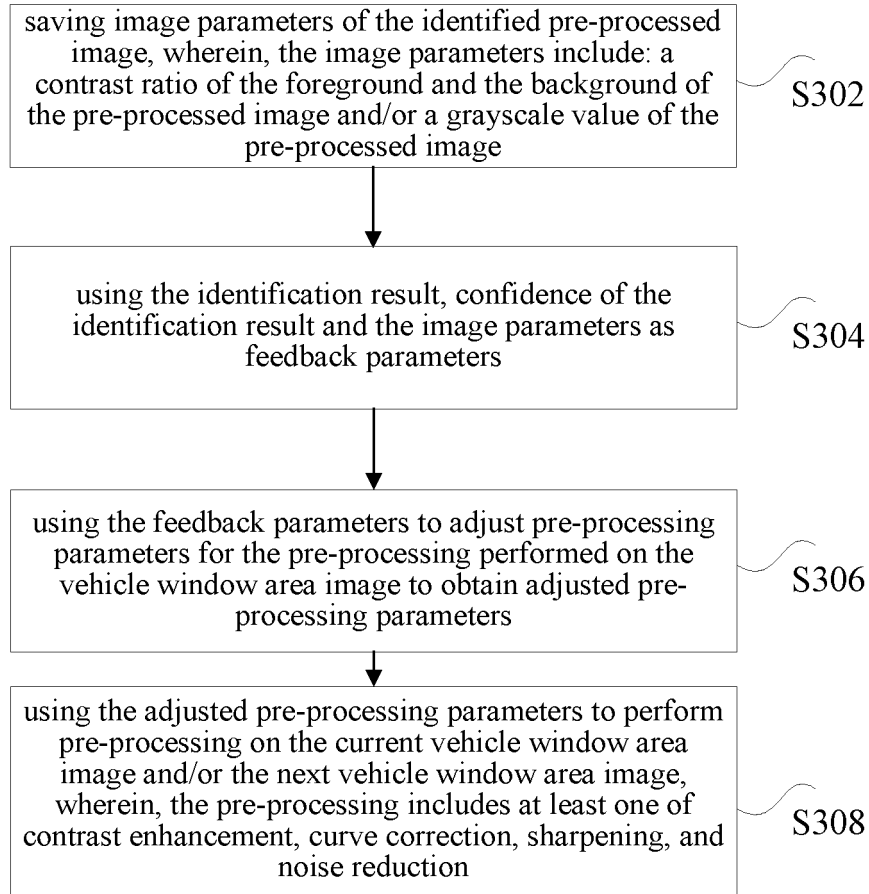 saving image parameters of the identified pre-processed
image, wherein, the image parameters include: a
contrast ratio of the foreground and the background of
the pre-processed image and/or a grayscale value of the
pre-processed image
S302
using the identification result, confidence of the
identification result and the image parameters as
feedback parameters
S304
using the feedback parameters to adjust pre-processing
parameters for the pre-processing performed on the
vehicle window area image to obtain adjusted pre-
processing parameters
S306
using the adjusted pre-processing parameters to perform
pre-processing on the current vehicle window area
image and/or the next vehicle window area image,
wherein, the pre-processing includes at least one of
contrast enhancement, curve correction, sharpening, and
noise reduction
S308